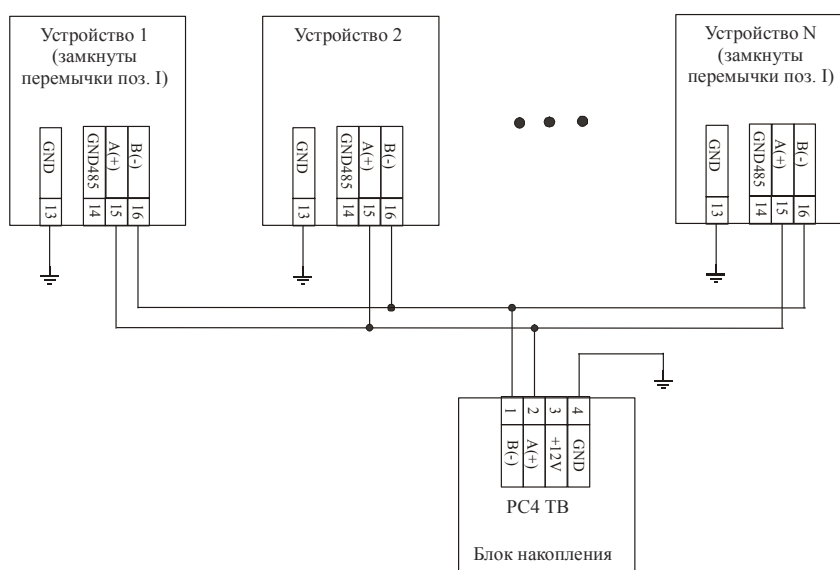 Устройство 1
(замкнуты
перемычки поз. I)
GND
GND485
A(+)
B(-)
13
14
15
16
Устройство 2
GND
GND485
A(+)
B(-)
13
14
15
16
Устройство N
(замкнуты
перемычки поз. I)
GND
GND485
A(+)
B(-)
13
14
15
16
1
2
3
4
B(-)
A(+)
+12V
GND
PC4 TB
Блок накопления